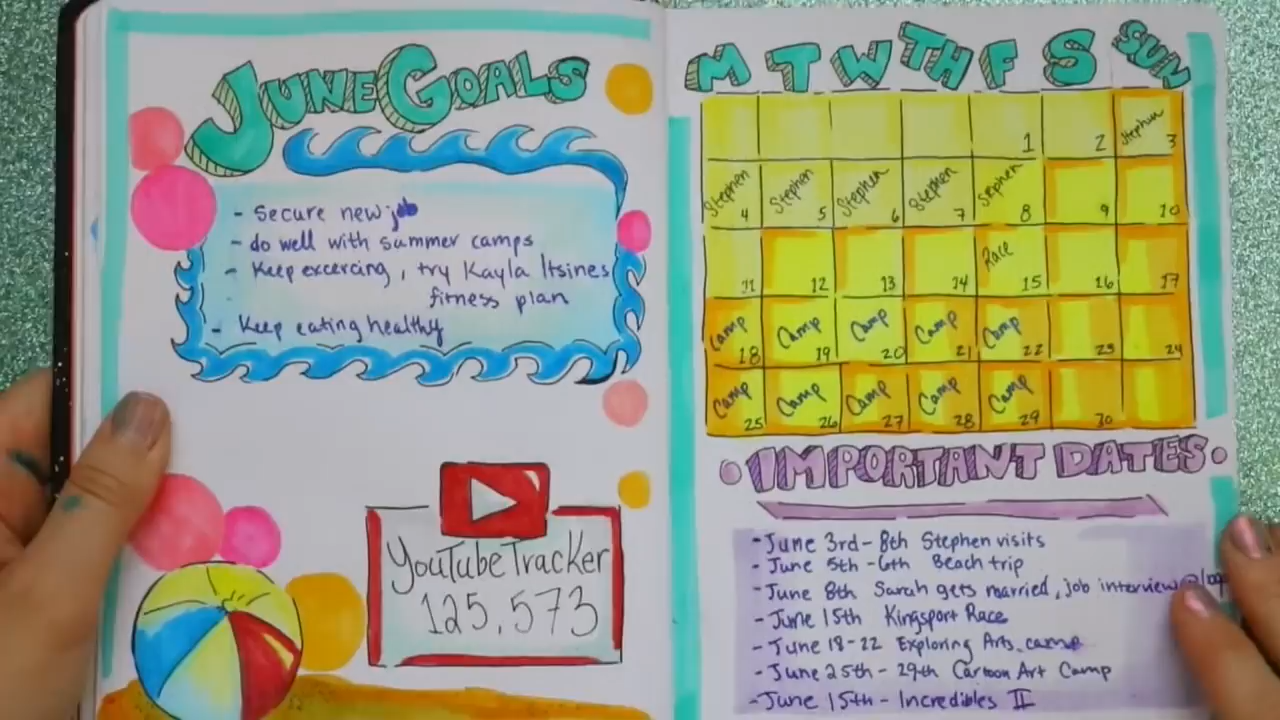 JUNE GOALS
- Secure new job
- do well with summer camps
- Keep excercing, try Kayla Itsines
fitness plan
- Keep eating healthy
YouTube Tracker
125,573
M T W TH F S SUN
1 2 Stephen 3
Stephen 4 Stephen 5 Stephen 6 Stephen 7 Stephen 8 9 10
11 12 13 14 Race 15 16 17
Camp 18 Camp 19 Camp 20 Camp 21 Camp 22 23 24
Camp 25 Camp 26 Camp 27 Camp 28 Camp 29 30
IMPORTANT DATES
- June 3rd - 8th Stephen visits
- June 5th - 6th Beach trip
- June 8th Sarah gets married, job interview
- June 15th Kingsport Race
- June 18-22 Exploring Arts camp
- June 25th - 29th Cartoon Art Camp
- June 15th - Incredibles II